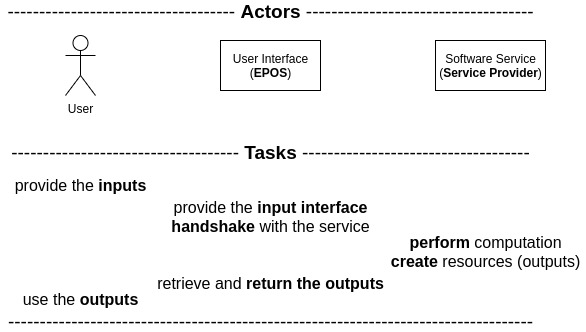 Actors
User Interface
(EPOS)
Software Service
(Service Provider)
User
Tasks
provide the inputs
provide the input interface
handshake with the service
perform computation
create resources (outputs)
retrieve and return the outputs
use the outputs